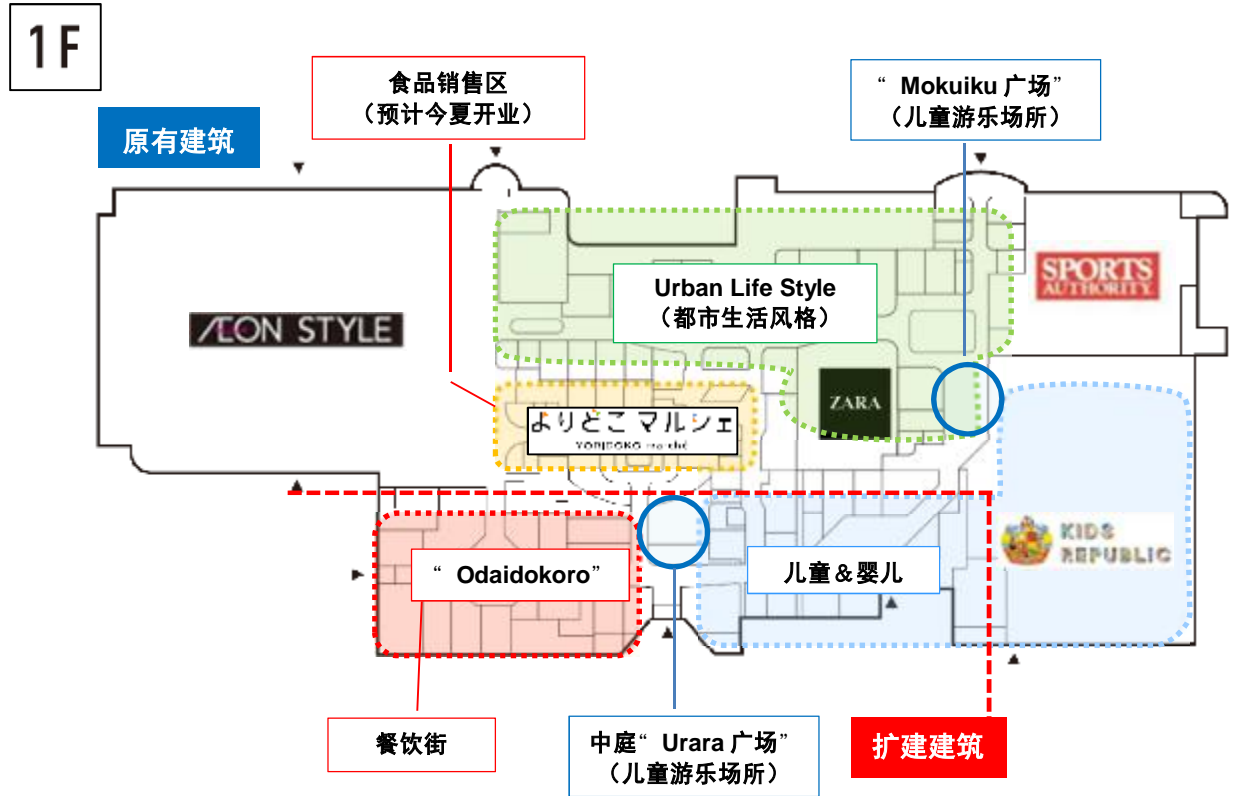 1F
食品销售区
（预计今夏开业）
“ Mokuiku 广场”
（儿童游乐场所）
原有建筑
Urban Life Style
（都市生活风格）
SPORTS
AUTHORITY
ÆON STYLE
ZARA
よりどこマルシェ
YORIDOKO marché
KIDS
REPUBLIC
“ Odaidokoro”
儿童＆婴儿
餐饮街
中庭“ Urara 广场”
（儿童游乐场所）
扩建建筑